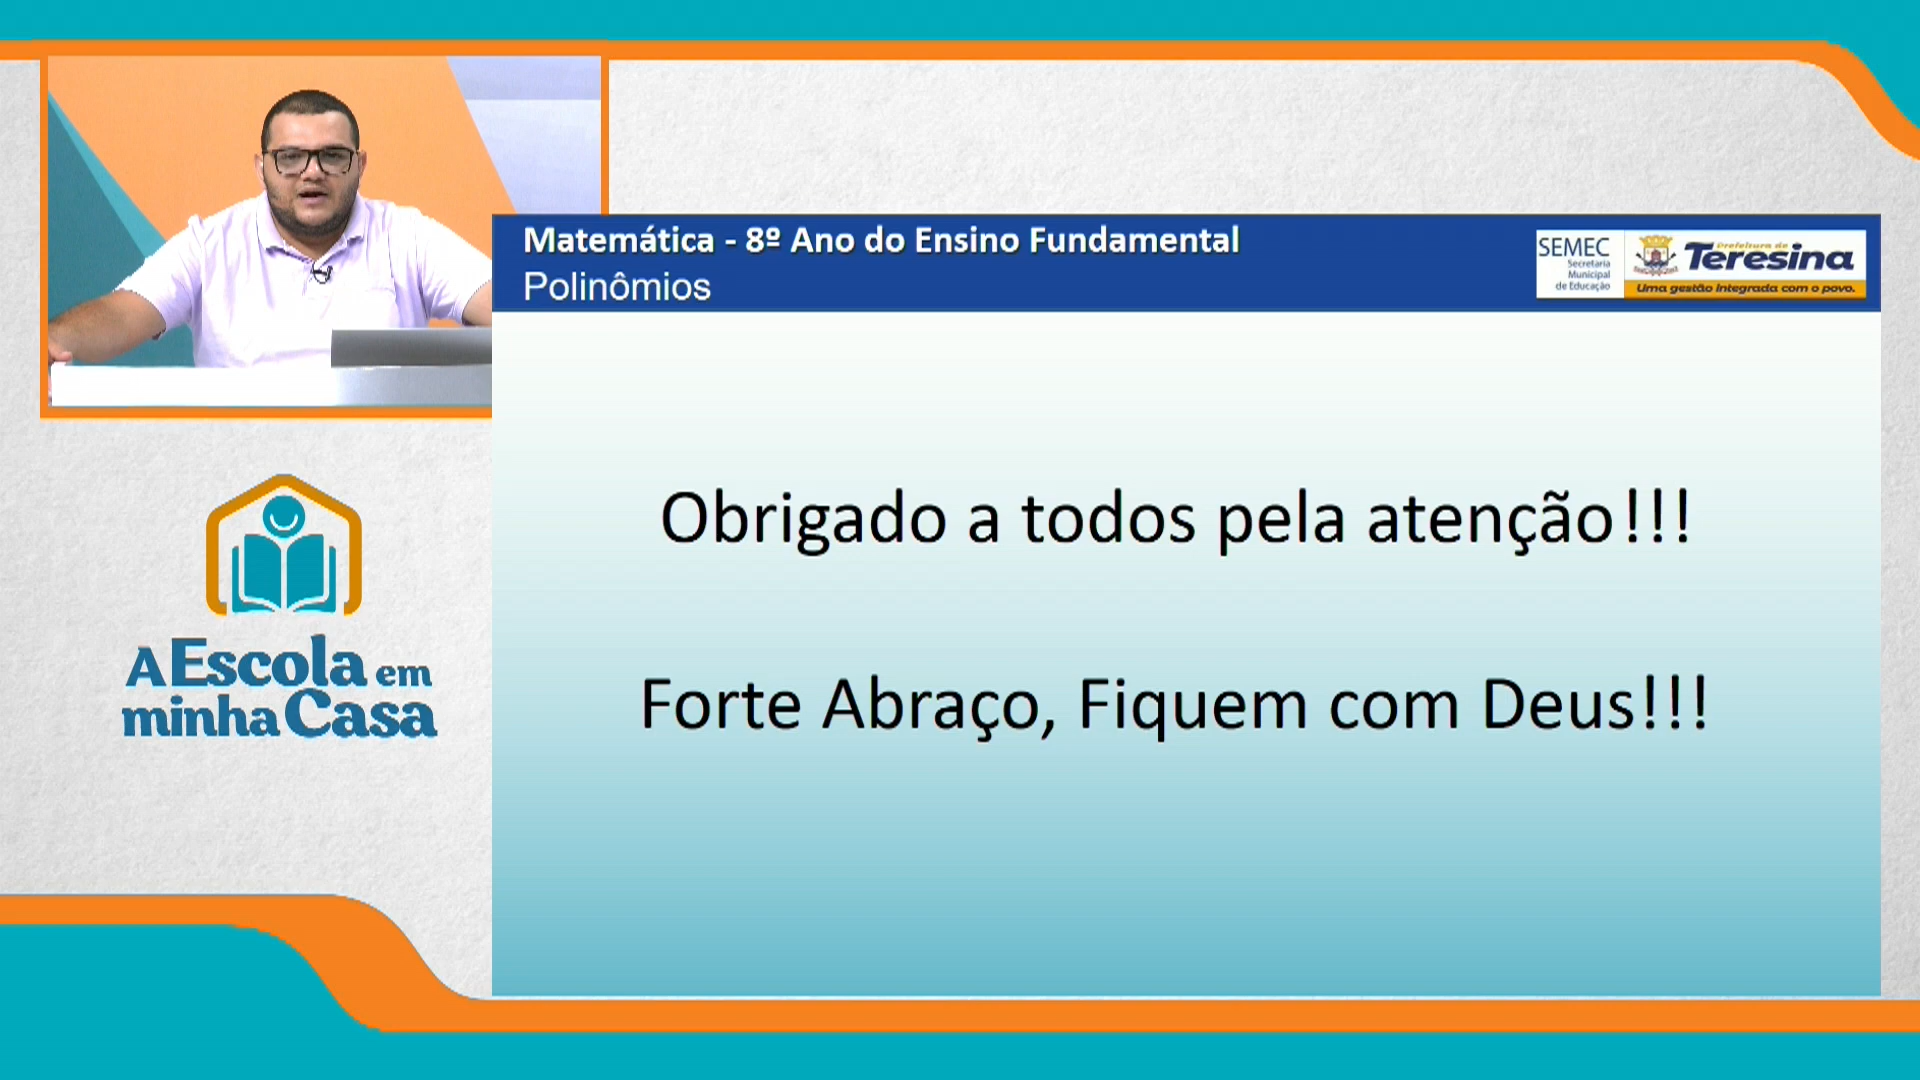 Matemática - 8º Ano do Ensino Fundamental
Polinômios
SEMEC
Secretaria
Municipal
de Educação
Prefeitura de
Teresina
Uma gestão integrada com o povo.
Obrigado a todos pela atenção!!!
Forte Abraço, Fiquem com Deus!!!
A Escola em
minha Casa